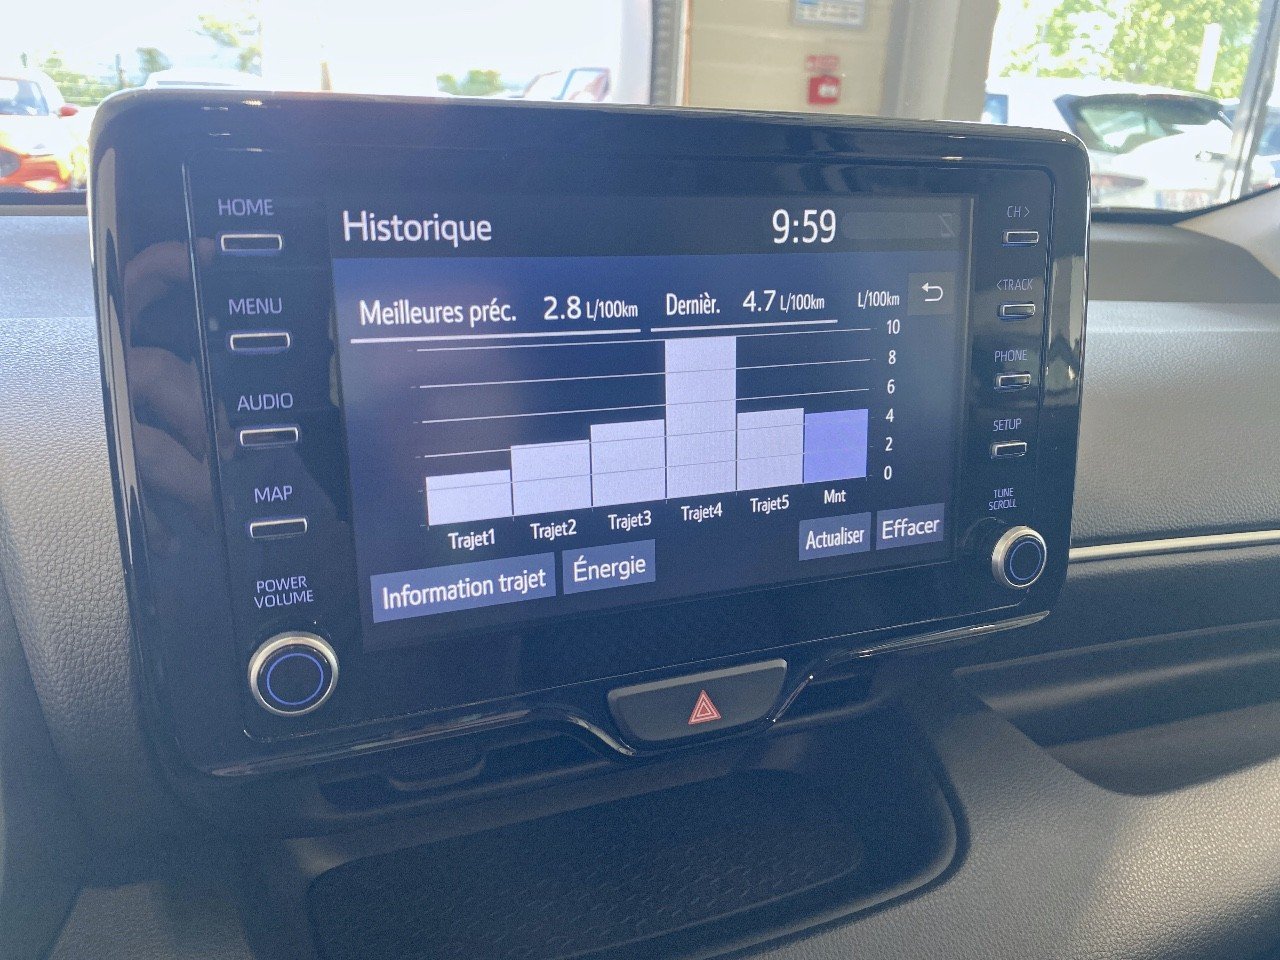 HOME
MENU
AUDIO
MAP
POWER
VOLUME
Historique 9:59
Meilleures préc. 2.8 L/100km Dernièr. 4.7 L/100km L/100km
10
8
6
4
2
0
Trajet1 Trajet2 Trajet3 Trajet4 Trajet5 Mnt
Information trajet Énergie Actualiser Effacer
CH >
< TRACK
PHONE
SETUP
TUNE
SCROLL